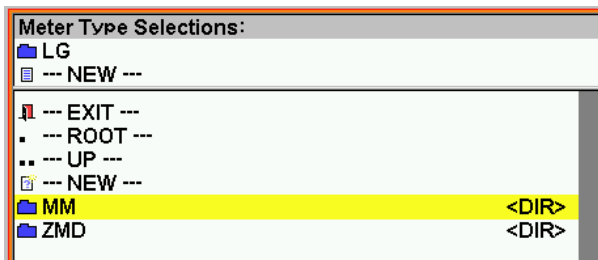 Meter Type Selections:
LG
--- NEW ---
--- EXIT ---
. --- ROOT ---
.. --- UP ---
--- NEW ---
MM <DIR>
ZMD <DIR>